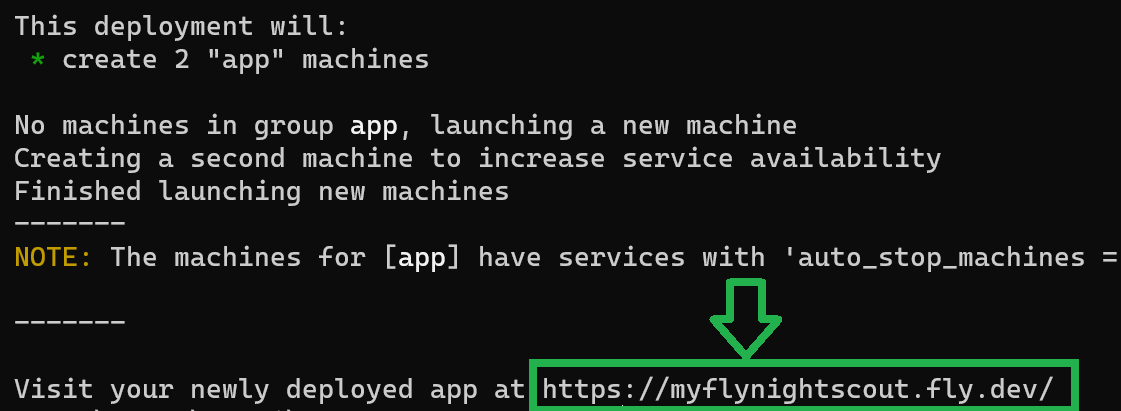 This deployment will:
* create 2 "app" machines
No machines in group app, launching a new machine
Creating a second machine to increase service availability
Finished launching new machines
-------
NOTE: The machines for [app] have services with 'auto_stop_machines =
-------
Visit your newly deployed app at https://myflynightscout.fly.dev/